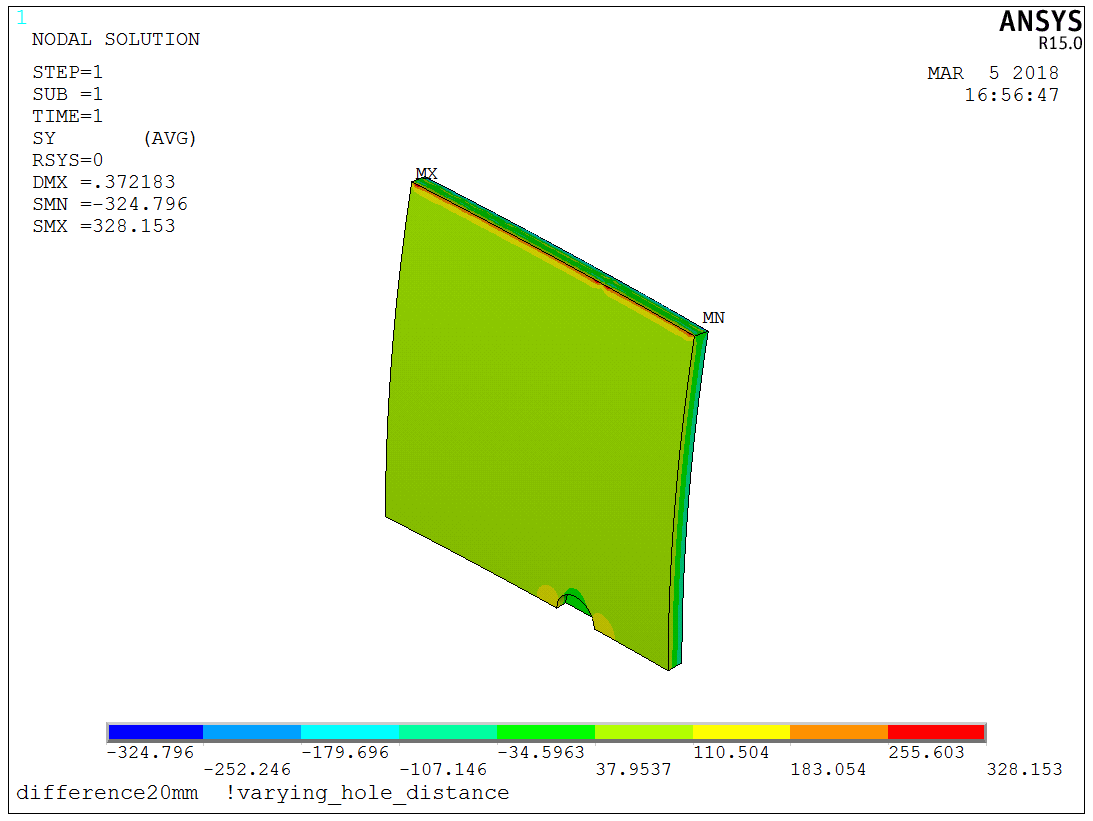 1
ANSYS
R15.0
NODAL SOLUTION
MAR  5 2018
16:56:47
STEP=1
SUB =1
TIME=1
SY       (AVG)
RSYS=0
DMX =.372183
SMN =-324.796
SMX =328.153
MX
MN
-324.796 -179.696 -34.5963 110.504 255.603
-252.246 -107.146 37.9537 183.054 328.153
difference20mm  !varying_hole_distance